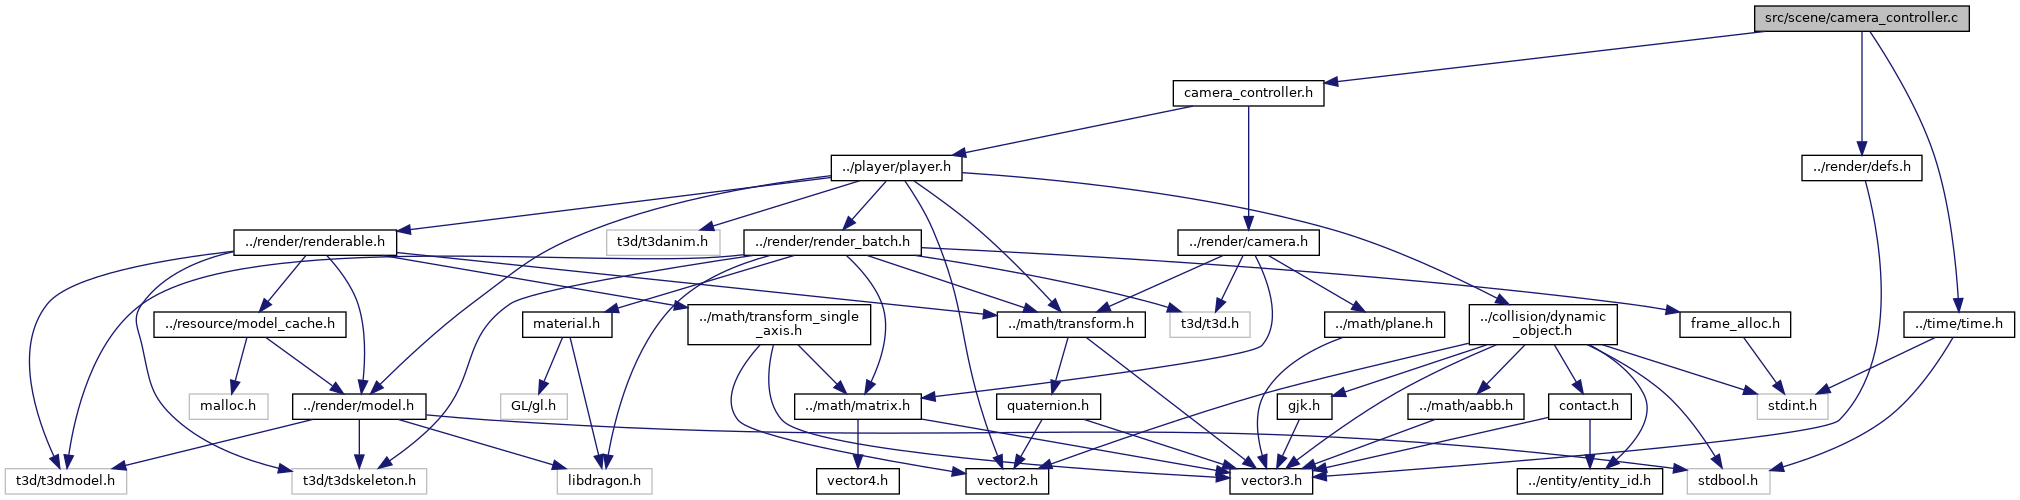 src/scene/camera_controller.c
camera_controller.h
../player/player.h
../render/defs.h
../render/renderable.h
t3d/t3danim.h
../render/render_batch.h
../render/camera.h
../resource/model_cache.h
material.h
../math/transform_single
_axis.h
../math/transform.h
t3d/t3d.h
../math/plane.h
../collision/dynamic
_object.h
frame_alloc.h
../time/time.h
malloc.h
../render/model.h
GL/gl.h
../math/matrix.h
quaternion.h
gjk.h
../math/aabb.h
contact.h
stdint.h
t3d/t3dmodel.h
t3d/t3dskeleton.h
libdragon.h
vector4.h
vector2.h
vector3.h
../entity/entity_id.h
stdbool.h